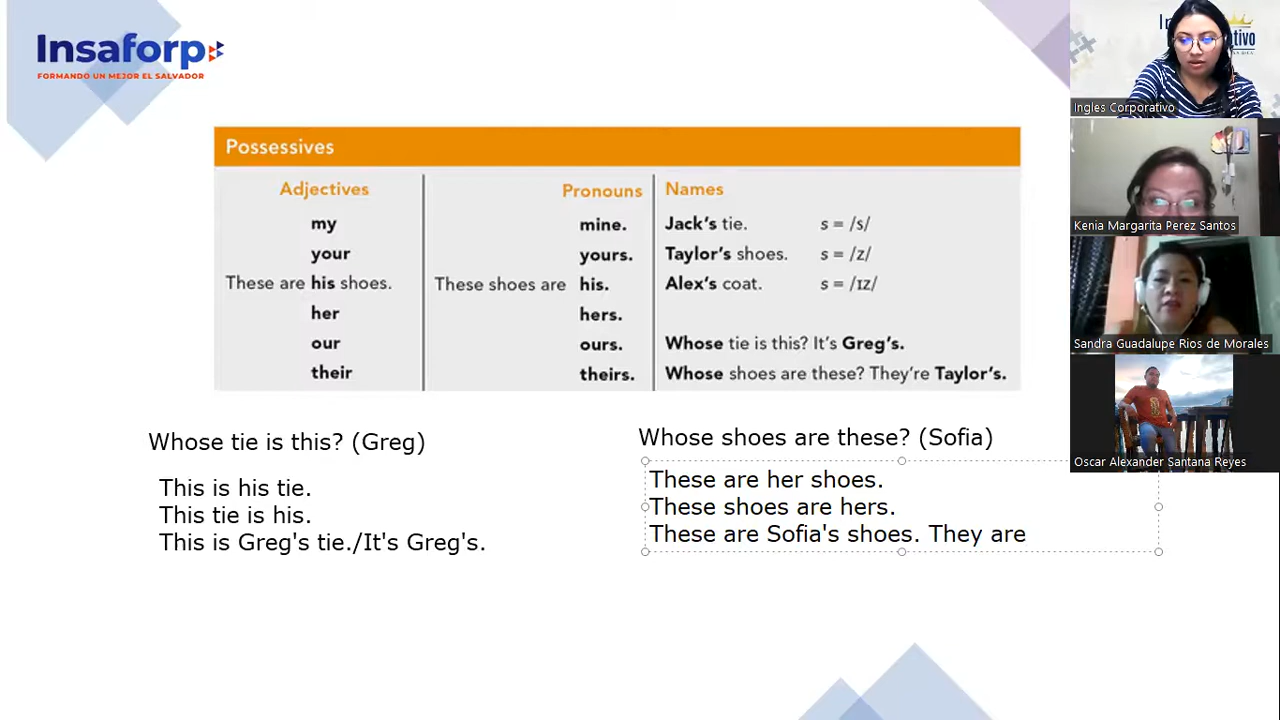 Insaforp
FORMANDO UN MEJOR EL SALVADOR
Possessives
Adjectives
my
your
These are his shoes.
her
our
their
Pronouns
mine.
yours.
These shoes are his.
hers.
ours.
theirs.
Names
Jack's tie. s = /s/
Taylor's shoes. s = /z/
Alex's coat. s = /ɪz/
Whose tie is this? It's Greg's.
Whose shoes are these? They're Taylor's.
Whose tie is this? (Greg)
This is his tie.
This tie is his.
This is Greg's tie./It's Greg's.
Whose shoes are these? (Sofia)
These are her shoes.
These shoes are hers.
These are Sofia's shoes. They are
Ingles Corporativo
Kenia Margarita Perez Santos
Sandra Guadalupe Rios de Morales
Oscar Alexander Santana Reyes